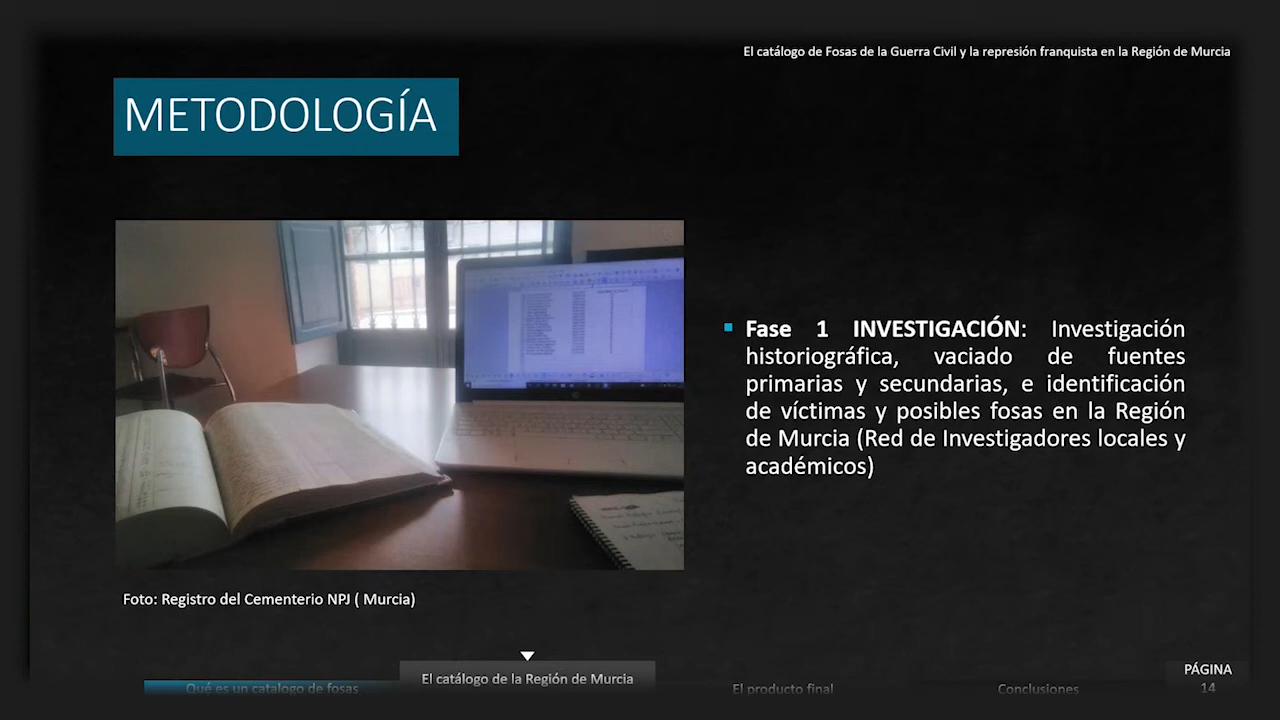 El catálogo de Fosas de la Guerra Civil y la represión franquista en la Región de Murcia
METODOLOGÍA
Fase 1 INVESTIGACIÓN: Investigación
historiográfica, vaciado de fuentes
primarias y secundarias, e identificación
de víctimas y posibles fosas en la Región
de Murcia (Red de Investigadores locales y
académicos)
Foto: Registro del Cementerio NPJ ( Murcia)
Qué es un catalogo de fosas
El catálogo de la Región de Murcia
El producto final
Conclusiones
PÁGINA
14